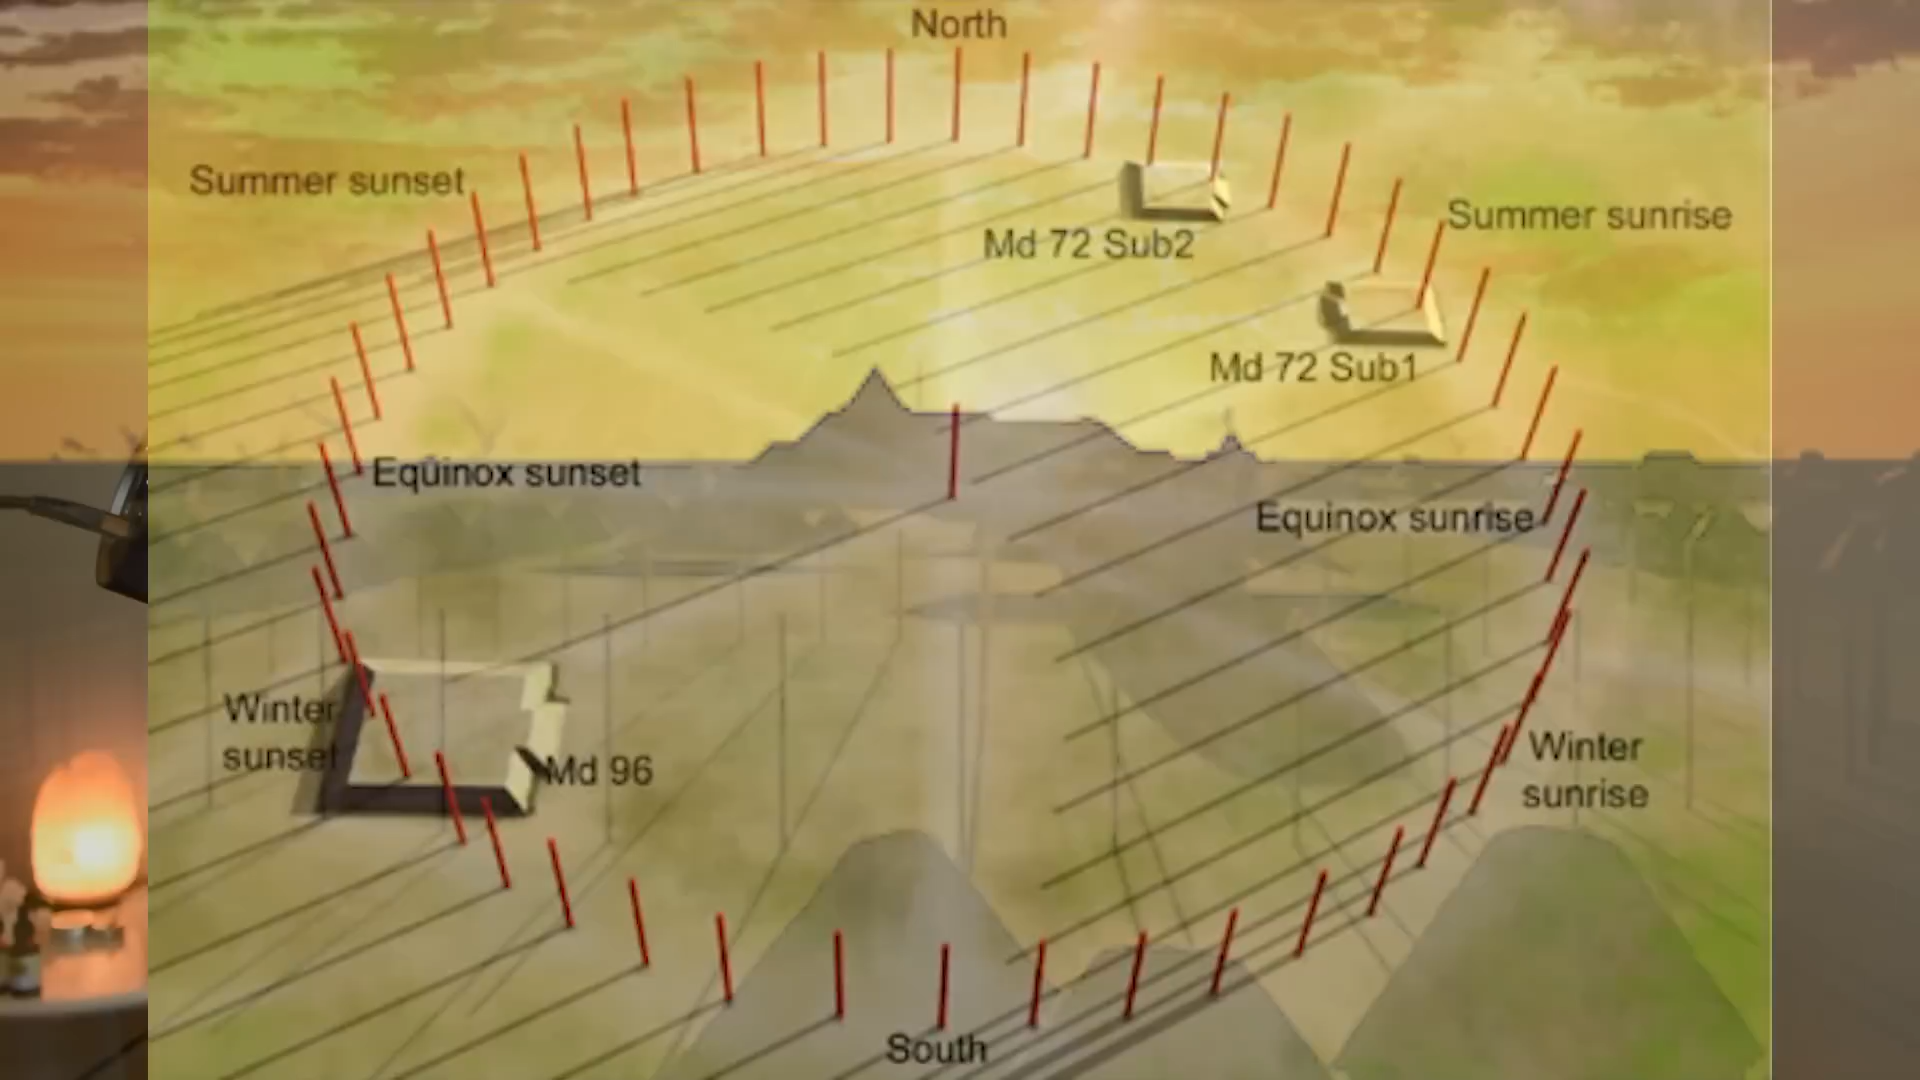 North
Summer sunset
Summer sunrise
Md 72 Sub2
Md 72 Sub1
Equinox sunset
Equinox sunrise
Winter
sunset
Md 96
Winter
sunrise
South